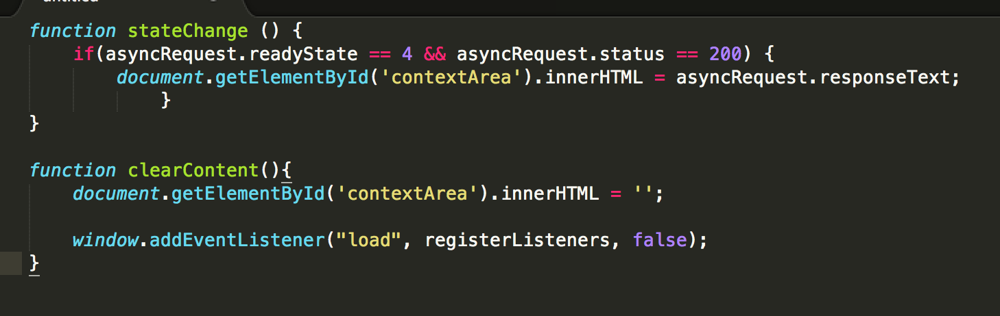 untitled
function stateChange () {
    if(asyncRequest.readyState == 4 && asyncRequest.status == 200) {
        document.getElementById('contextArea').innerHTML = asyncRequest.responseText;
            }
}

function clearContent(){
    document.getElementById('contextArea').innerHTML = '';

    window.addEventListener("load", registerListeners, false);
}